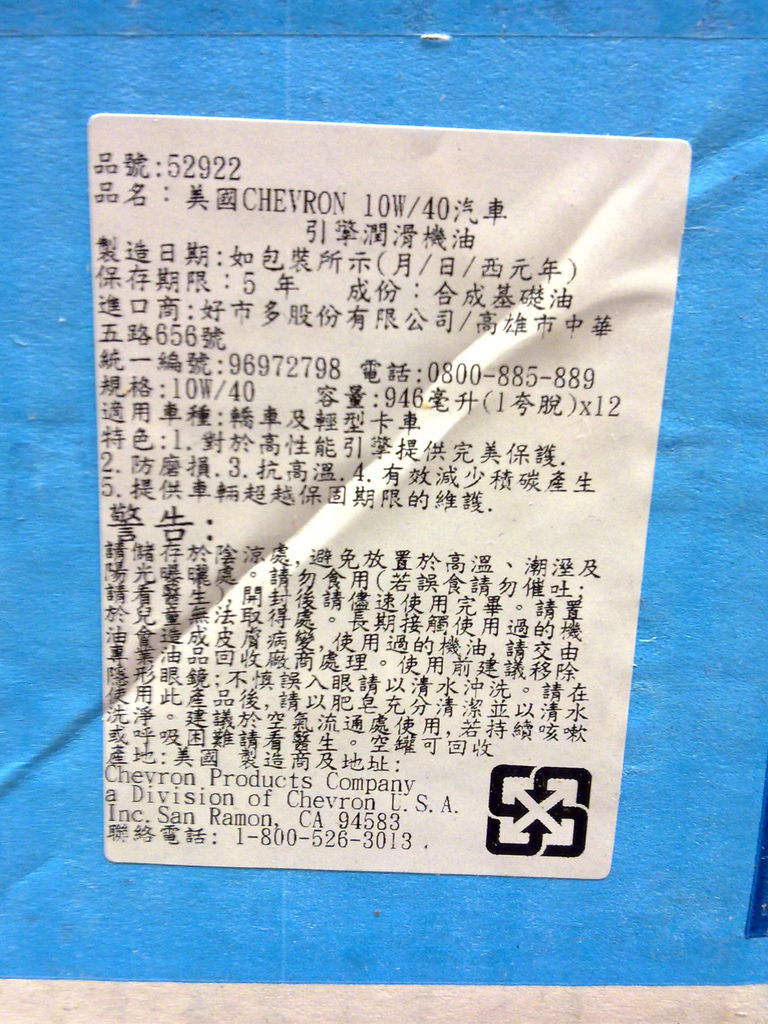 品號:52922
品名：美國CHEVRON 10W/40汽車
引擎潤滑機油
製造日期:如包裝所示(月/日/西元年)
保存期限：5 年　成份：合成基礎油
進口商:好市多股份有限公司/高雄市中華
五路656號
統一編號:96972798 電話:0800-885-889
規格:10W/40　容量:946毫升(1夸脫)x12
適用車種:轎車及輕型卡車
特色:1.對於高性能引擎提供完美保護.
2.防磨損.3.抗高溫.4.有效減少積碳產生
5.提供車輛超越保固期限的維護.
警告：
請儲存於陰涼處,避免放置於高溫、潮溼及
陽光曝曬處。請勿食用(若誤食請勿催吐;
請看醫生,開封後請儘速使用完畢。請置
於兒童無法取得處。長期接觸使用過的機
油會造成皮膚病變,使用過的機油,請交由
專業油品回收廠商處理。使用前建議移除
隱形眼鏡;不慎誤入眼請以清水沖洗。請在
使用此產品後,請以肥皂充分清潔並以清水
洗淨。建議於空氣流通處使用,若持續咳嗽
或呼吸困難請看醫生。空罐可回收
產地:美國 製造商及地址:
Chevron Products Company
a Division of Chevron U.S.A.
Inc.San Ramon, CA 94583
聯絡電話: 1-800-526-3013 .